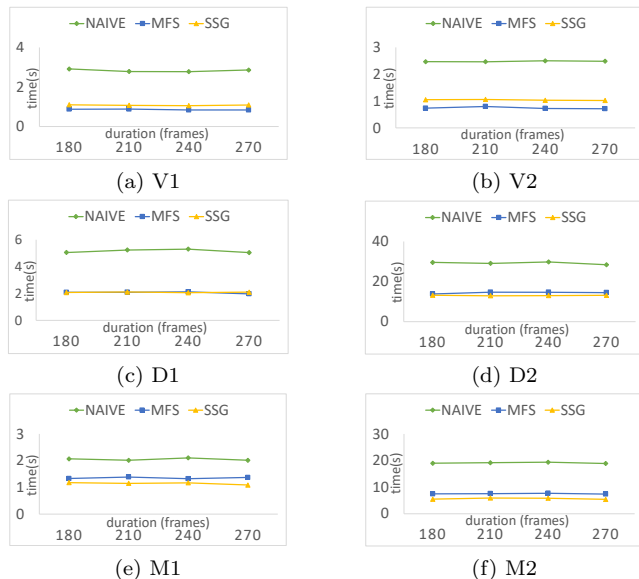 NAIVE MFS SSG
4
2
0
time(s)
duration (frames)
180 210 240 270
(a) V1
NAIVE MFS SSG
3
2
1
0
time(s)
duration (frames)
180 210 240 270
(b) V2
NAIVE MFS SSG
6
4
2
0
time(s)
duration (frames)
180 210 240 270
(c) D1
NAIVE MFS SSG
40
20
0
time(s)
duration (frames)
180 210 240 270
(d) D2
NAIVE MFS SSG
3
2
1
0
time(s)
duration (frames)
180 210 240 270
(e) M1
NAIVE MFS SSG
30
20
10
0
time(s)
duration (frames)
180 210 240 270
(f) M2